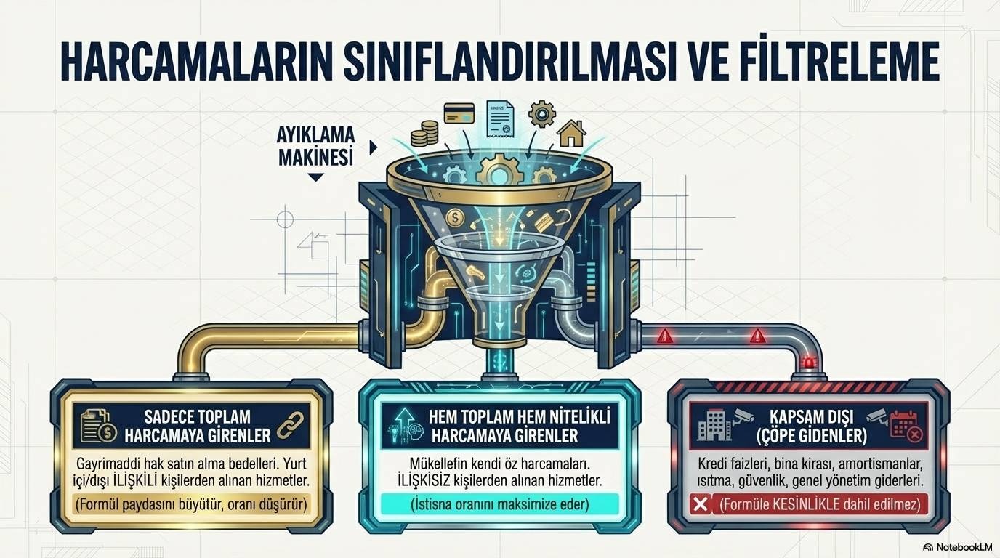 HARCAMALARIN SINIFLANDIRILMASI VE FİLTRELEME
AYIKLAMA
MAKİNESİ
SADECE TOPLAM
HARCAMAYA GİRENLER
Gayrimaddi hak satın alma bedelleri. Yurt
içi/dışı İLİŞKİLİ kişilerden alınan hizmetler.
(Formül paydasını büyütür, oranı düşürür)
HEM TOPLAM HEM NİTELİKLİ
HARCAMAYA GİRENLER
Mükellefin kendi öz harcamaları.
İLİŞKİSİZ kişilerden alınan hizmetler.
(İstisna oranını maksimize eder)
KAPSAM DIŞI
(ÇÖPE GİDENLER)
Kredi faizleri, bina kirası, amortismanlar,
ısıtma, güvenlik, genel yönetim giderleri.
(Formüle KESİNLİKLE dahil edilmez)
NotebookLM